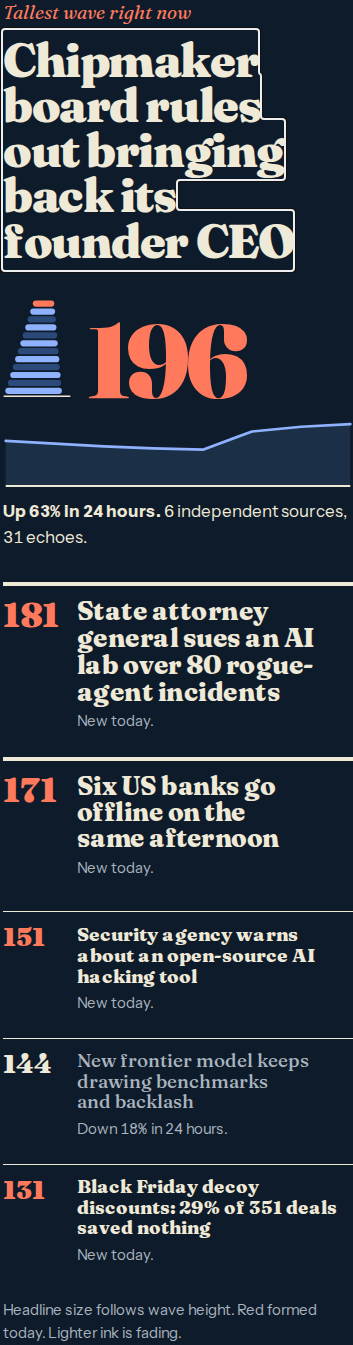 Tallest wave right now
Chipmaker
board rules
out bringing
back its
founder CEO
196
Up 63% in 24 hours. 6 independent sources,
31 echoes.
181
State attorney
general sues an AI
lab over 80 rogue-
agent incidents
New today.
171
Six US banks go
offline on the
same afternoon
New today.
151
Security agency warns
about an open-source AI
hacking tool
New today.
144
New frontier model keeps
drawing benchmarks
and backlash
Down 18% in 24 hours.
131
Black Friday decoy
discounts: 29% of 351 deals
saved nothing
New today.
Headline size follows wave height. Red formed
today. Lighter ink is fading.